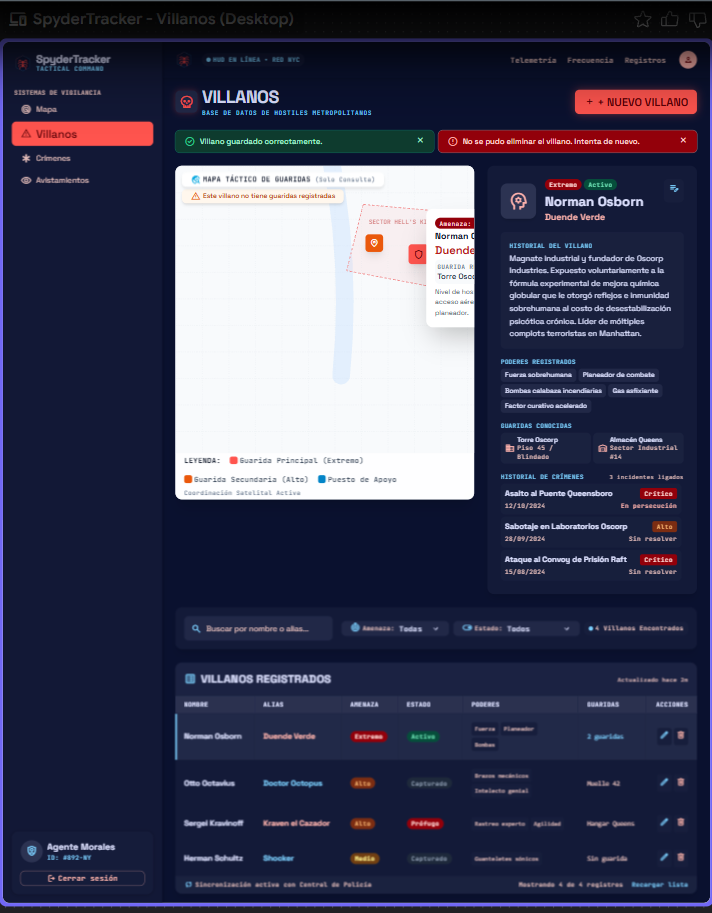 SpyderTracker - Villanos (Desktop)
SpyderTracker
TACTICAL COMMAND
SISTEMAS DE VIGILANCIA
Mapa
Villanos
Crímenes
Avistamientos
Agente Morales
ID: #892-NY
Cerrar sesión
HUD EN LÍNEA • RED NYC
Telemetría Frecuencia Registros
VILLANOS
BASE DE DATOS DE HOSTILES METROPOLITANOS
+ + NUEVO VILLANO
Villano guardado correctamente. ×
No se pudo eliminar el villano. Intenta de nuevo. ×
MAPA TÁCTICO DE GUARIDAS (Solo Consulta)
Este villano no tiene guaridas registradas
SECTOR HELL'S KI
Amenaza:
Norman O
Duende
GUARIDA R
Torre Osco
Nivel de hos
acceso aére
planeador.
LEYENDA: Guarida Principal (Extremo)
Guarida Secundaria (Alto) Puesto de Apoyo
Coordinación Satelital Activa
Extremo Activo
Norman Osborn
Duende Verde
HISTORIAL DEL VILLANO
Magnate industrial y fundador de Oscorp
Industries. Expuesto voluntariamente a la
fórmula experimental de mejora química
globular que le otorgó reflejos e inmunidad
sobrehumana al costo de desestabilización
psicótica crónica. Líder de múltiples
complots terroristas en Manhattan.
PODERES REGISTRADOS
Fuerza sobrehumana Planeador de combate
Bombas calabaza incendiarias Gas asfixiante
Factor curativo acelerado
GUARIDAS CONOCIDAS
Torre Oscorp
Piso 45 /
Blindado
Almacén Queens
Sector Industrial
#14
HISTORIAL DE CRÍMENES 3 incidentes ligados
Asalto al Puente Queensboro Crítico
12/10/2024 En persecución
Sabotaje en Laboratorios Oscorp Alto
28/09/2024 Sin resolver
Ataque al Convoy de Prisión Raft Crítico
15/08/2024 Sin resolver
Buscar por nombre o alias...
Amenaza: Todas
Estado: Todos
4 Villanos Encontrados
VILLANOS REGISTRADOS Actualizado hace 2m
NOMBRE ALIAS AMENAZA ESTADO PODERES GUARIDAS ACCIONES
Norman Osborn Duende Verde Extremo Activo Fuerza Planeador Bombas 2 guaridas
Otto Octavius Doctor Octopus Alto Capturado Brazos mecánicos Intelecto genial Muelle 42
Sergei Kravinoff Kraven el Cazador Alto Prófugo Rastreo experto Agilidad Hangar Queens
Herman Schultz Shocker Media Capturado Guanteletes sónicos Sin guarida
Sincronización activa con Central de Policía Mostrando 4 de 4 registros Recargar lista